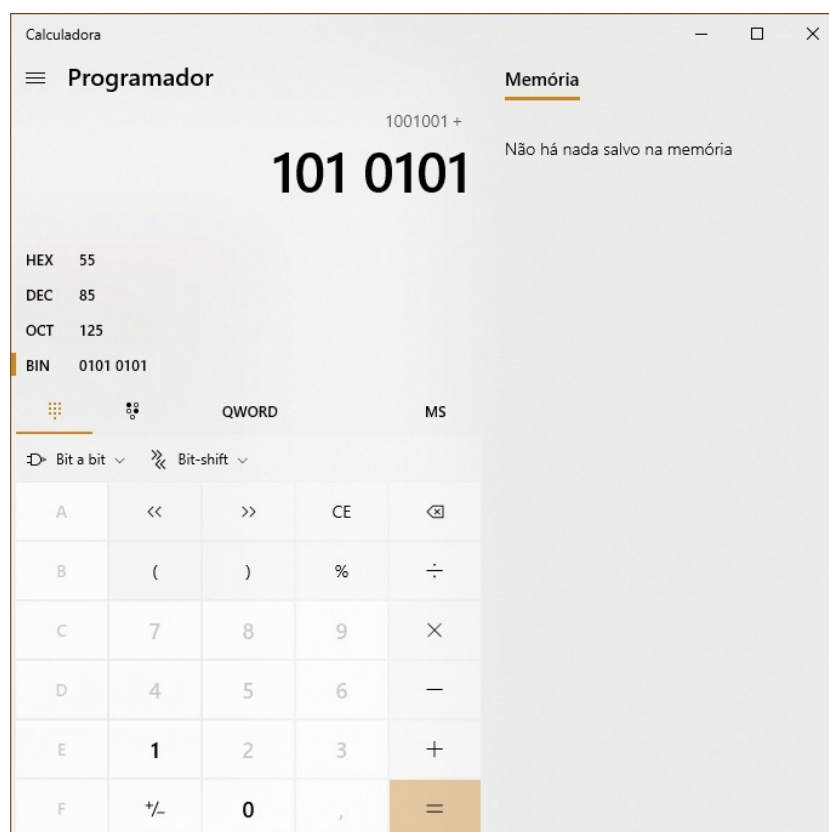 Calculadora
Programador
Memória
1001001 +
101 0101
Não há nada salvo na memória
HEX 55
DEC 85
OCT 125
BIN 0101 0101
QWORD MS
Bit a bit Bit-shift
A << >> CE
B ( ) % ÷
C 7 8 9 ×
D 4 5 6 −
E 1 2 3 +
F +/− 0 , =